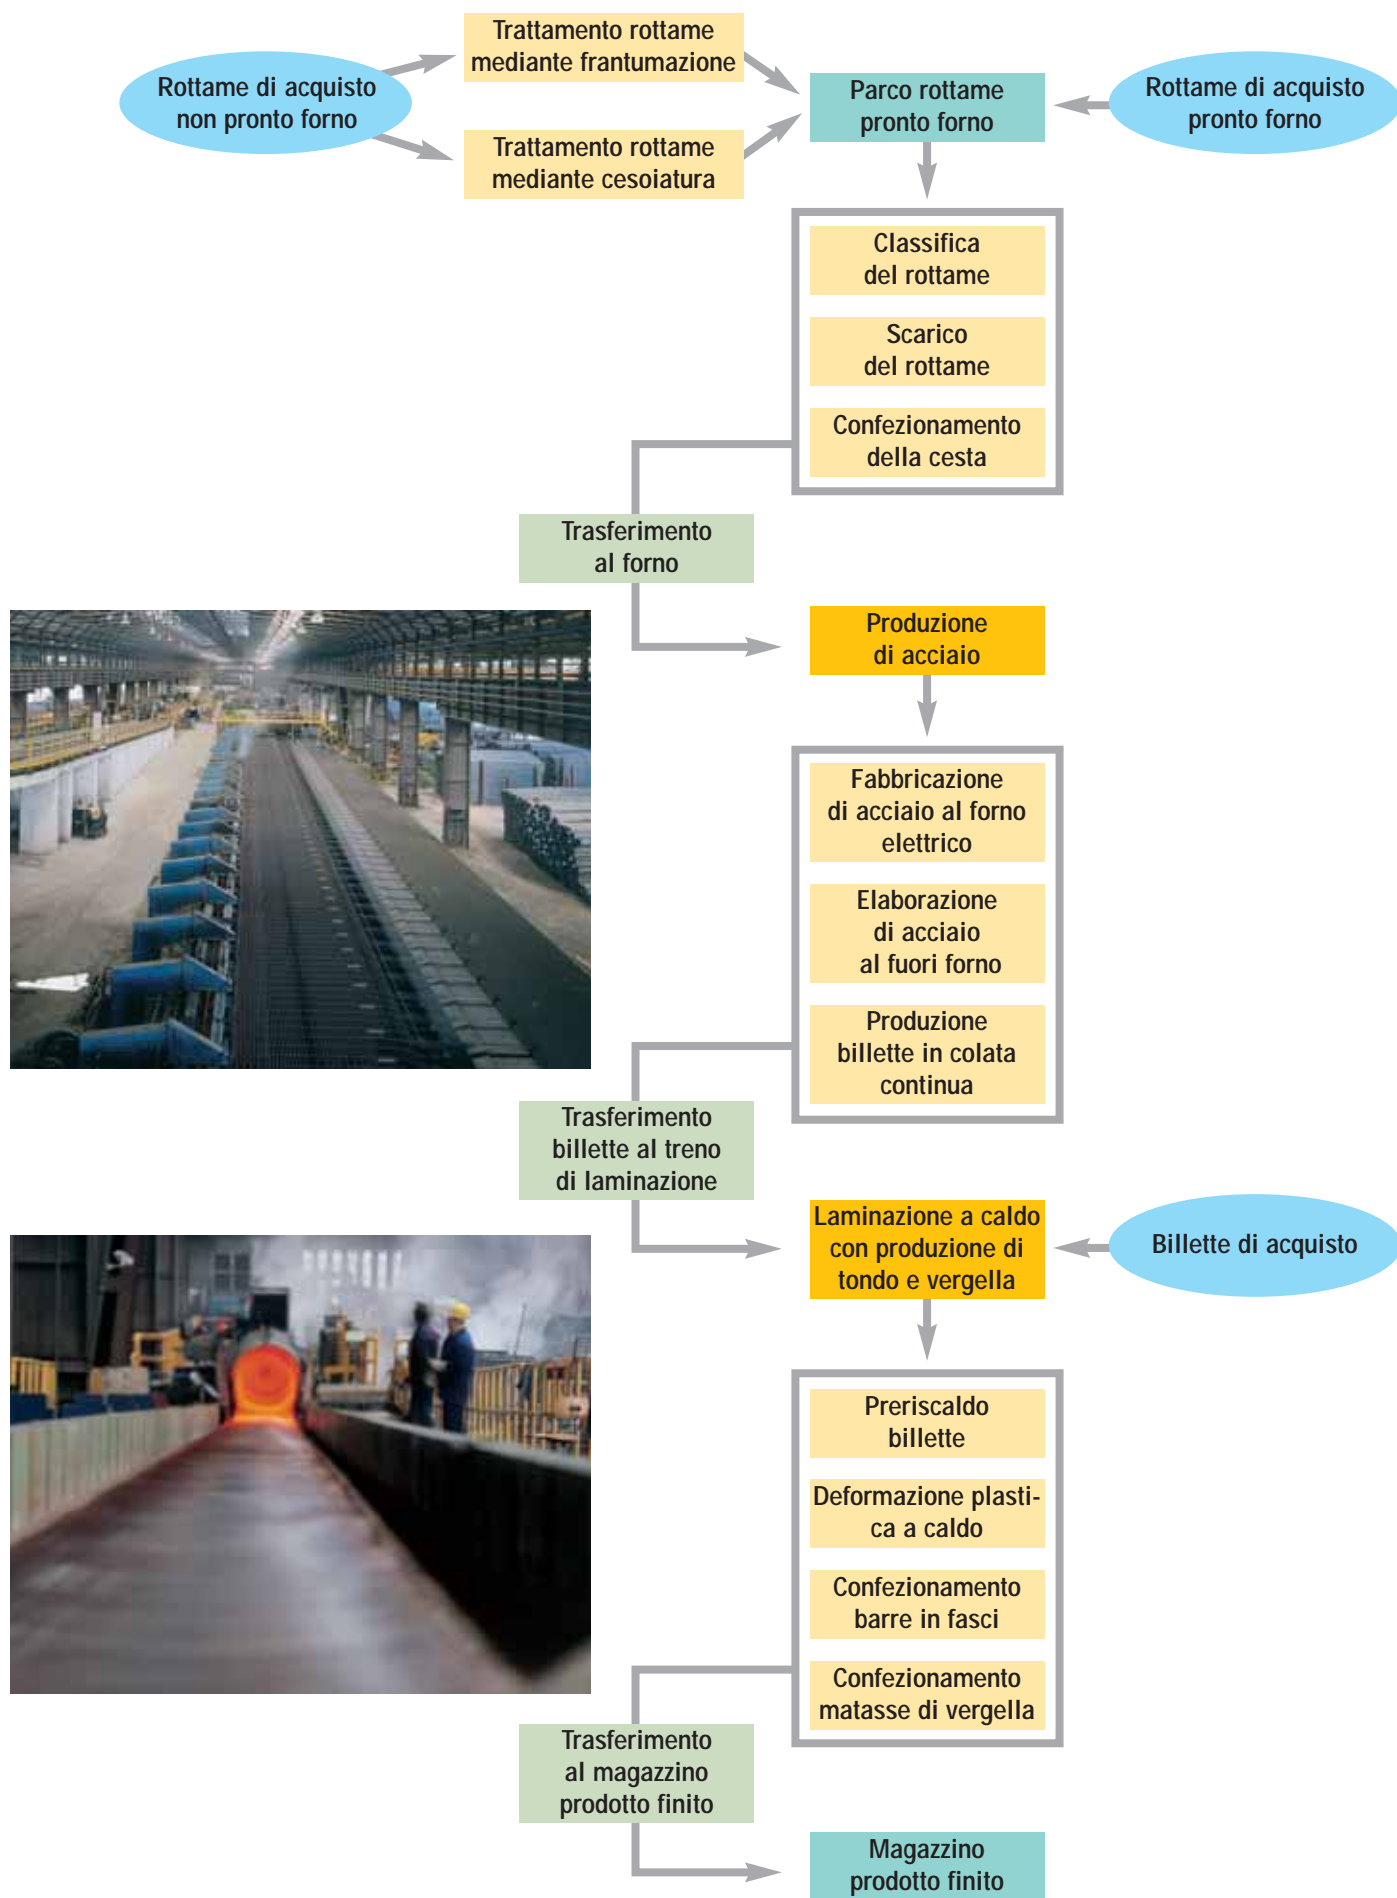 Trattamento rottame
mediante frantumazione
Rottame di acquisto
non pronto forno
Parco rottame
pronto forno
Rottame di acquisto
pronto forno
Trattamento rottame
mediante cesoiatura
Classifica
del rottame
Scarico
del rottame
Confezionamento
della cesta
Trasferimento
al forno
Produzione
di acciaio
Fabbricazione
di acciaio al forno
elettrico
Elaborazione
di acciaio
al fuori forno
Produzione
billette in colata
continua
Trasferimento
billette al treno
di laminazione
Laminazione a caldo
con produzione di
tondo e vergella
Billette di acquisto
Preriscaldo
billette
Deformazione plasti-
ca a caldo
Confezionamento
barre in fasci
Confezionamento
matasse di vergella
Trasferimento
al magazzino
prodotto finito
Magazzino
prodotto finito